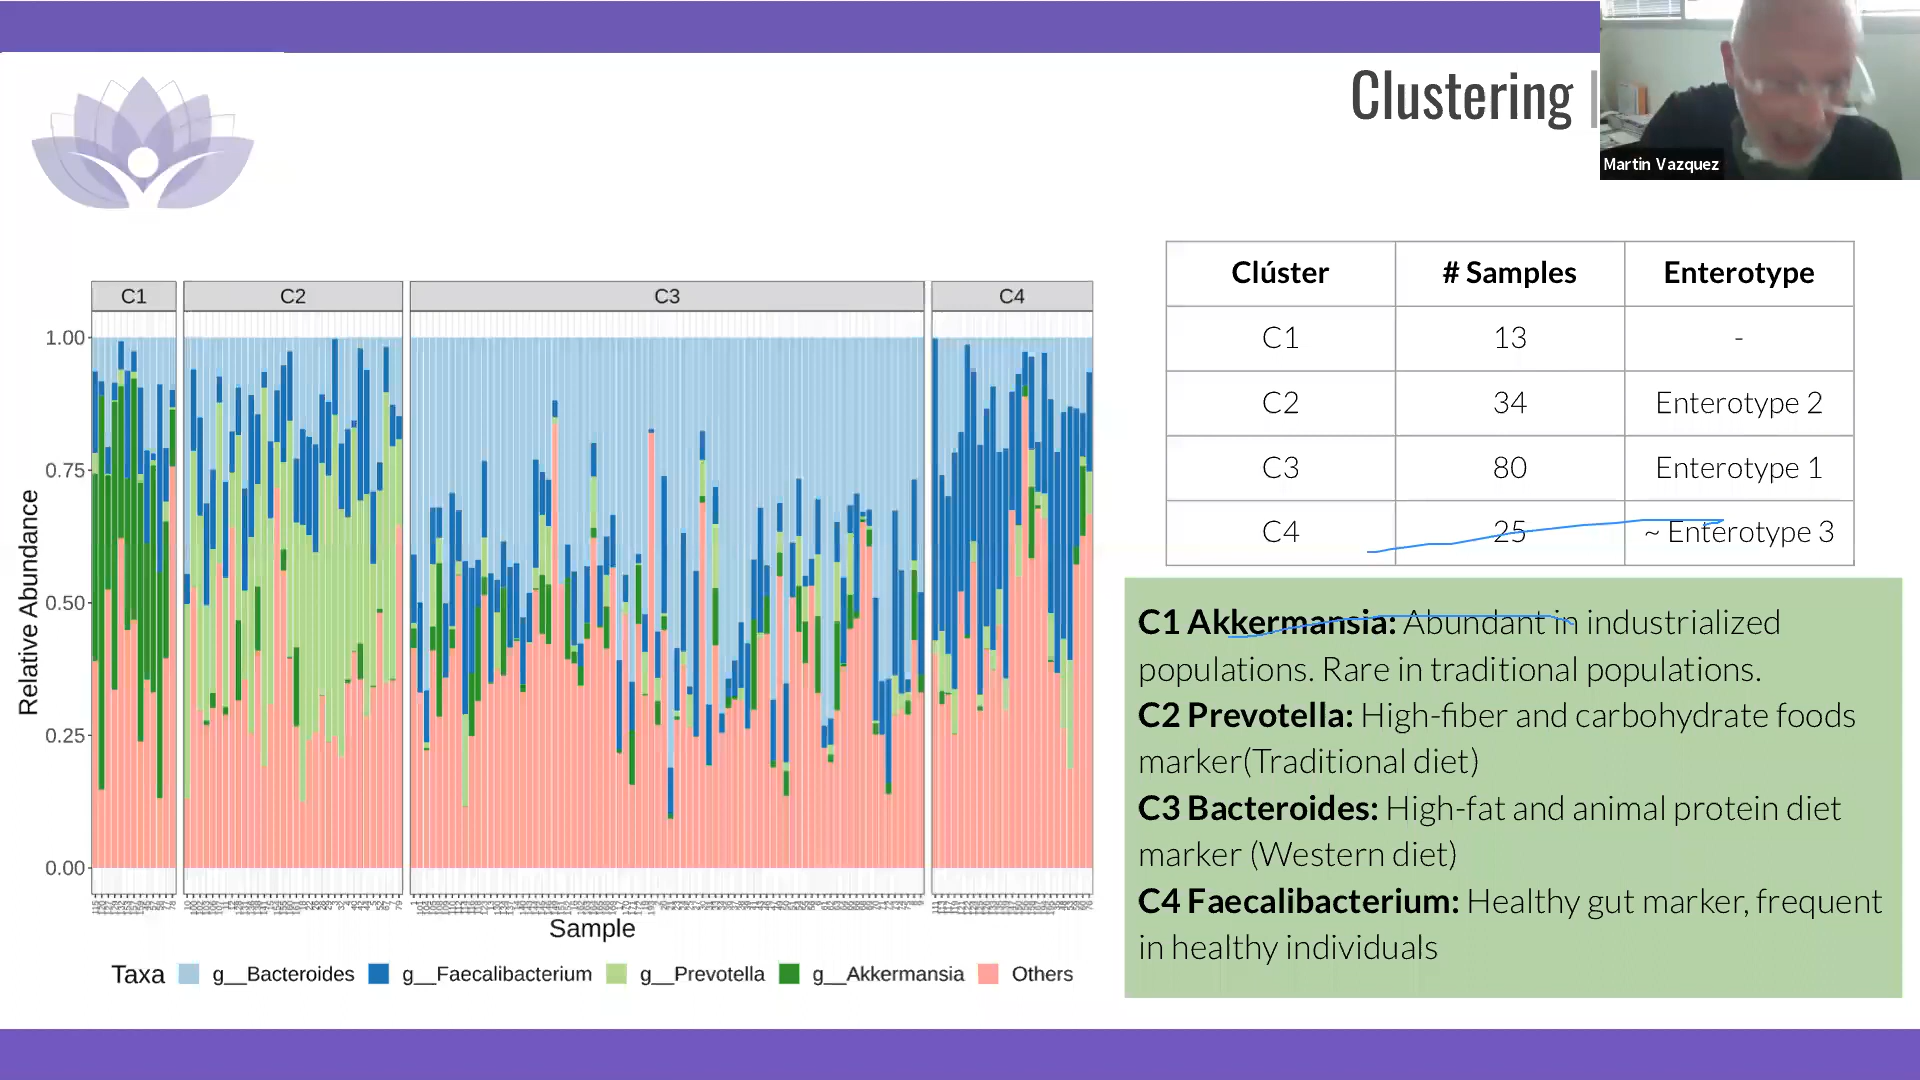 Clustering |
Martin Vazquez
C1
C2
C3
C4
1.00
0.75
0.50
0.25
0.00
Relative Abundance
Sample
Taxa g__Bacteroides g__Faecalibacterium g__Prevotella g__Akkermansia Others
Clúster # Samples Enterotype
C1 13 -
C2 34 Enterotype 2
C3 80 Enterotype 1
C4 25 ~ Enterotype 3
C1 Akkermansia: Abundant in industrialized
populations. Rare in traditional populations.
C2 Prevotella: High-fiber and carbohydrate foods
marker(Traditional diet)
C3 Bacteroides: High-fat and animal protein diet
marker (Western diet)
C4 Faecalibacterium: Healthy gut marker, frequent
in healthy individuals